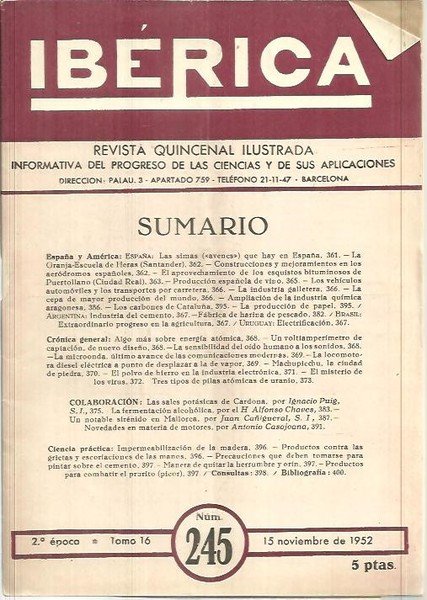 IBÉRICA
REVISTA QUINCENAL ILUSTRADA
INFORMATIVA DEL PROGRESO DE LAS CIENCIAS Y DE SUS APLICACIONES
DIRECCION: PALAU, 3 - APARTADO 759 - TELÉFONO 21-11-47 - BARCELONA
SUMARIO
España y América: ESPAÑA: Las simas («avencs») que hay en España, 361. — La
Granja-Escuela de Heras (Santander), 362. — Construcciones y mejoramientos en los
aeródromos españoles, 362. — El aprovechamiento de los esquistos bituminosos de
Puertollano (Ciudad Real), 363. — Producción española de vino, 365. — Los vehículos
automóviles y los transportes por carretera, 366. — La industria galletera, 366. — La
cepa de mayor producción del mundo, 366. — Ampliación de la industria química
aragonesa, 366. — Los carbones de Cataluña, 395. — La producción de papel, 395. /
ARGENTINA: Industria del cemento, 367. — Fábrica de harina de pescado, 382. / BRASIL:
Extraordinario progreso en la agricultura, 367. / URUGUAY: Electrificación, 367.
Crónica general: Algo más sobre energía atómica, 368. — Un voltiamperímetro de
captación, de nuevo diseño, 368. — La sensibilidad del oído humano a los sonidos, 368.
— La microonda, último avance de las comunicaciones modernas, 369. — La locomoto-
ra diesel eléctrica a punto de desplazar a la de vapor, 369. — Machupicchu, la ciudad
de piedra, 370. — El polvo de hierro en la industria electrónica, 371. — El misterio de
los virus, 372. Tres tipos de pilas atómicas de uranio, 373.
COLABORACIÓN: Las sales potásicas de Cardona, por Ignacio Puig,
S. I., 375. La fermentación alcohólica, por el H. Alfonso Chaves, 383. —
Un notable sirénido en Mallorca, por Juan Cañigueral, S. I., 387. —
Novedades en materia de motores, por Antonio Casajoana, 391.
Ciencia práctica: Impermeabilización de la madera, 396. — Productos contra las
grietas y escoriaciones de las manos, 396. — Precauciones que deben tomarse para
pintar sobre el cemento, 397. - Manera de quitar la herrumbre y orín, 397. — Productos
para combatir el prurito (picor), 397. / Consultas: 398. / Bibliografía: 400.
Núm.
2.ª época * Tomo 16
245
15 noviembre de 1952
5 ptas.